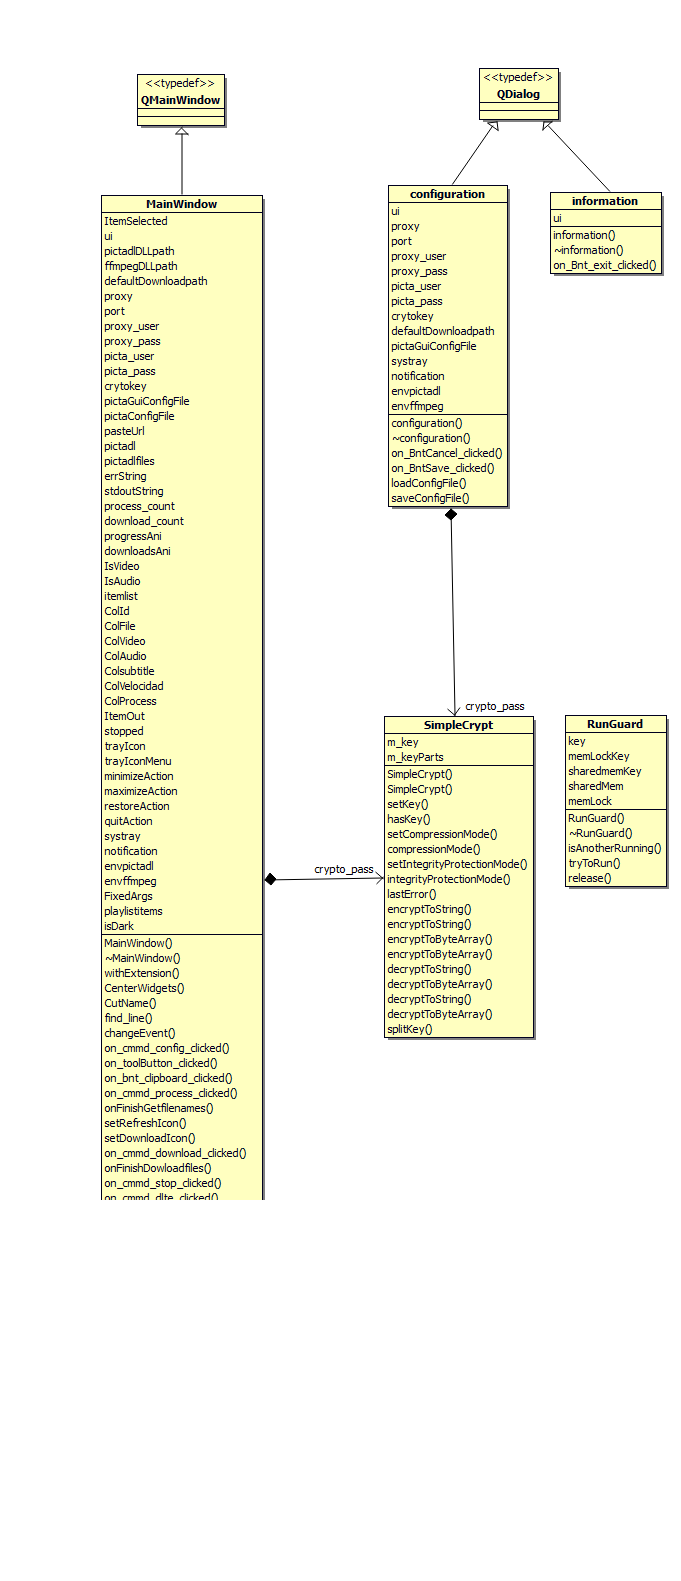 <<typedef>>
QMainWindow
<<typedef>>
QDialog
MainWindow
ItemSelected
ui
pictadlDLLpath
ffmpegDLLpath
defaultDownloadpath
proxy
port
proxy_user
proxy_pass
picta_user
picta_pass
crytokey
pictaGuiConfigFile
pictaConfigFile
pasteUrl
pictadl
pictadlfiles
errString
stdoutString
process_count
download_count
progressAni
downloadsAni
IsVideo
IsAudio
itemlist
ColId
ColFile
ColVideo
ColAudio
Colsubtitle
ColVelocidad
ColProcess
ItemOut
stopped
trayIcon
trayIconMenu
minimizeAction
maximizeAction
restoreAction
quitAction
systray
notification
envpictadl
envffmpeg
FixedArgs
playlistitems
isDark
MainWindow()
~MainWindow()
withExtension()
CenterWidgets()
CutName()
find_line()
changeEvent()
on_cmmd_config_clicked()
on_toolButton_clicked()
on_bnt_clipboard_clicked()
on_cmmd_process_clicked()
onFinishGetfilenames()
setRefreshIcon()
setDownloadIcon()
on_cmmd_download_clicked()
onFinishDowloadfiles()
on_cmmd_stop_clicked()
on_cmmd_dlte_clicked()
configuration
ui
proxy
port
proxy_user
proxy_pass
picta_user
picta_pass
crytokey
defaultDownloadpath
pictaGuiConfigFile
systray
notification
envpictadl
envffmpeg
configuration()
~configuration()
on_BntCancel_clicked()
on_BntSave_clicked()
loadConfigFile()
saveConfigFile()
information
ui
information()
~information()
on_Bnt_exit_clicked()
crypto_pass
crypto_pass
SimpleCrypt
m_key
m_keyParts
SimpleCrypt()
SimpleCrypt()
setKey()
hasKey()
setCompressionMode()
compressionMode()
setIntegrityProtectionMode()
integrityProtectionMode()
lastError()
encryptToString()
encryptToString()
encryptToByteArray()
encryptToByteArray()
decryptToString()
decryptToByteArray()
decryptToString()
decryptToByteArray()
splitKey()
RunGuard
key
memLockKey
sharedmemKey
sharedMem
memLock
RunGuard()
~RunGuard()
isAnotherRunning()
tryToRun()
release()